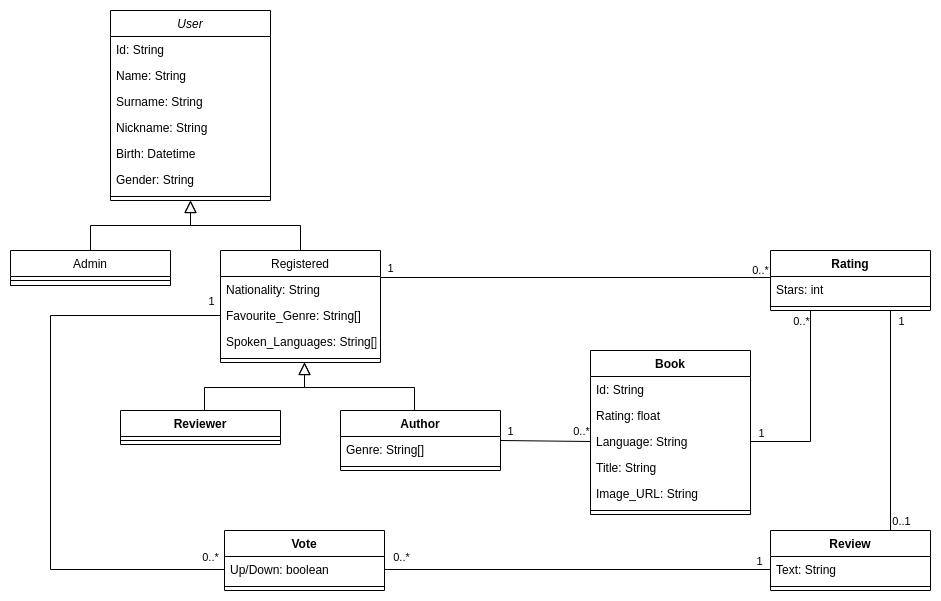 User
Id: String
Name: String
Surname: String
Nickname: String
Birth: Datetime
Gender: String
Admin
Registered
Nationality: String
Favourite_Genre: String[]
Spoken_Languages: String[]
1
0..*
1
Rating
Stars: int
0..*
1
Reviewer
Author
Genre: String[]
1
0..*
Book
Id: String
Rating: float
Language: String
Title: String
Image_URL: String
1
0..1
0..*
Vote
Up/Down: boolean
0..*
1
Review
Text: String